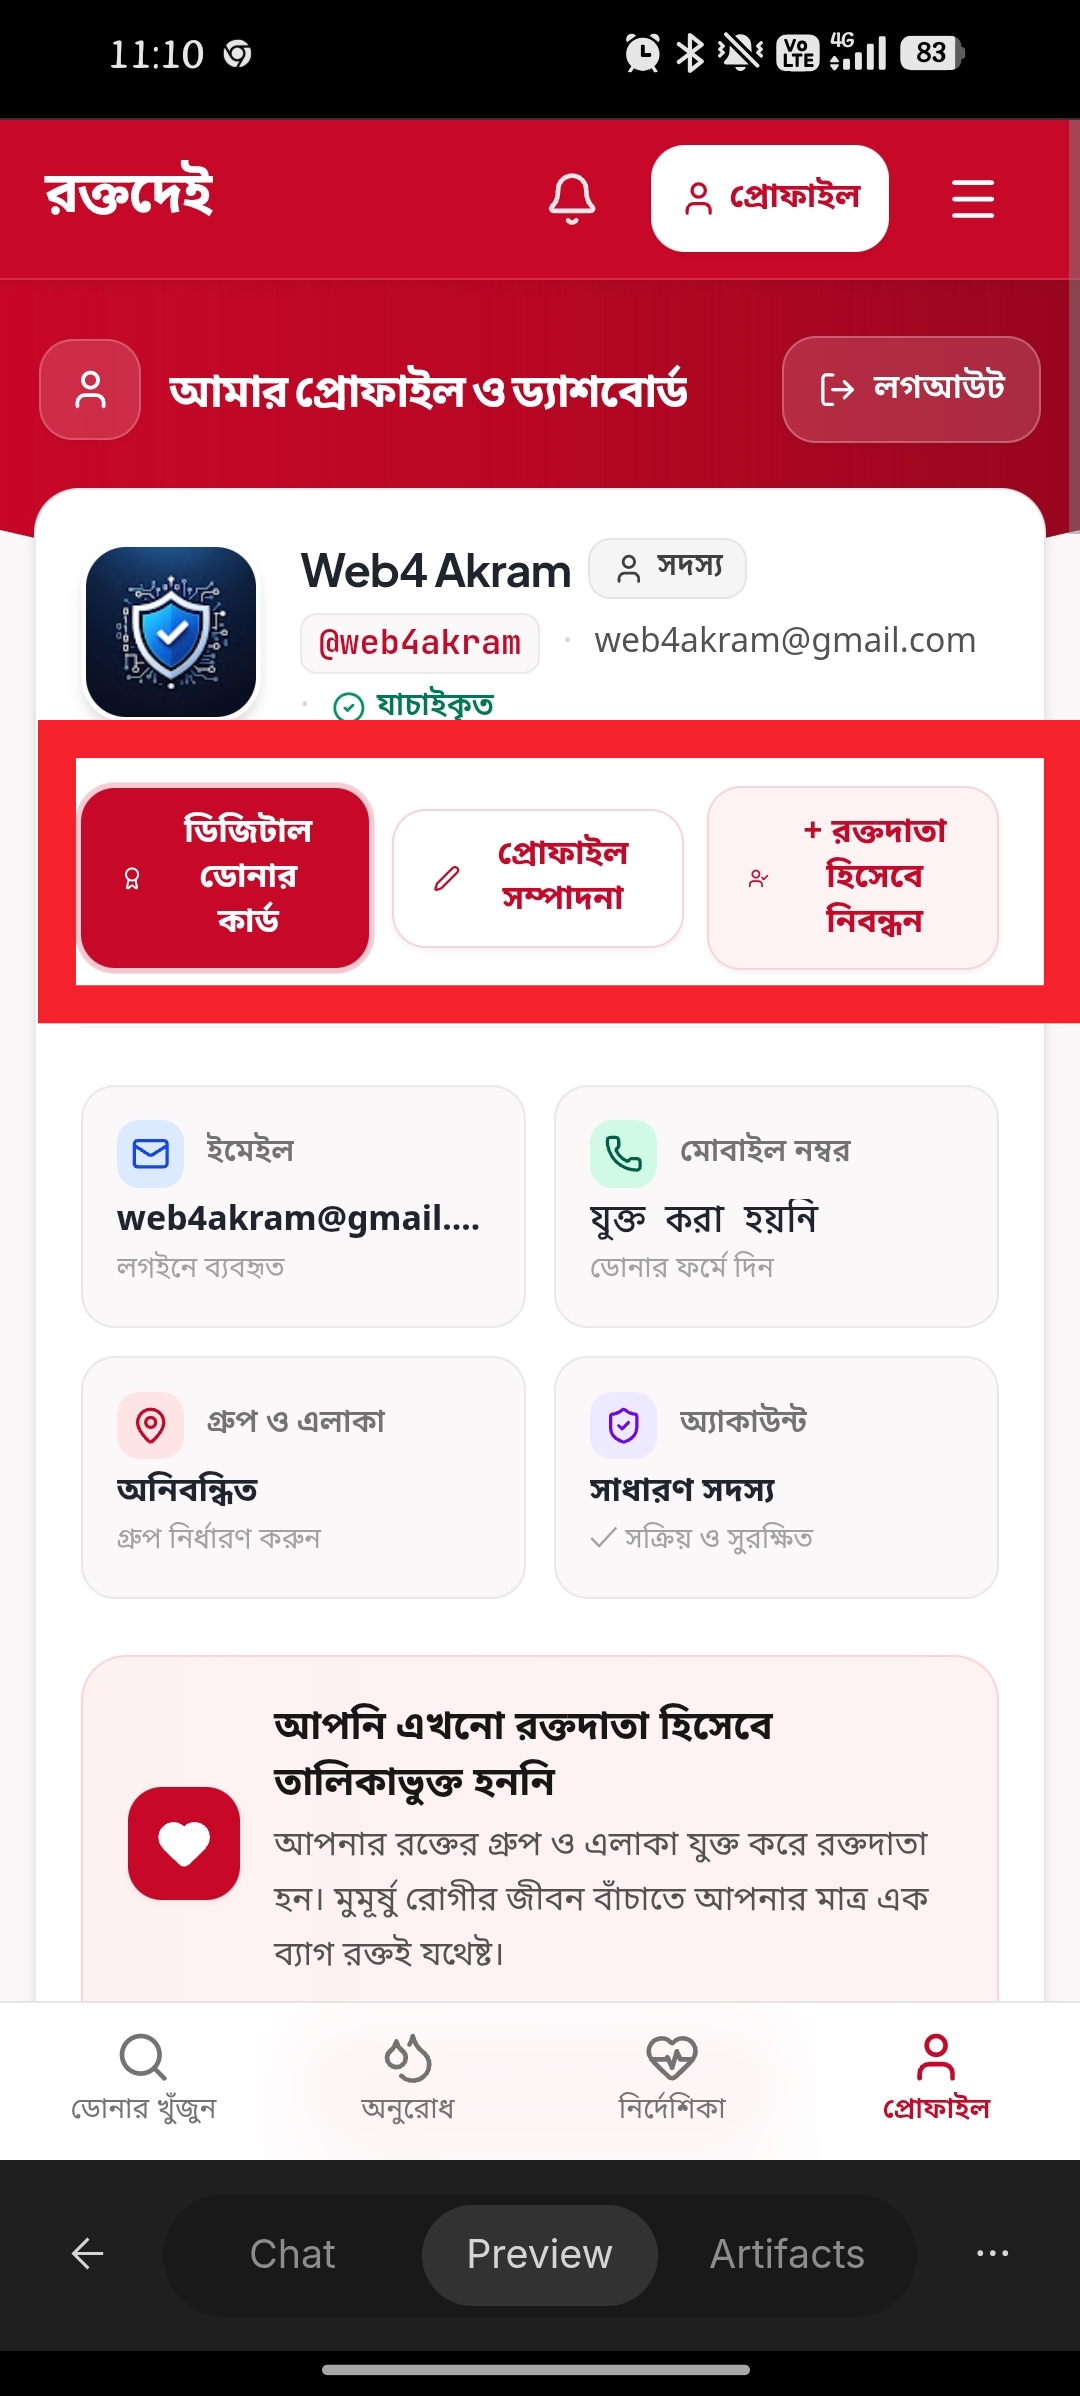 11:10
VoLTE 4G 83
রক্তদেই
প্রোফাইল
আমার প্রোফাইল ও ড্যাশবোর্ড
লগআউট
Web4 Akram
সদস্য
@web4akram · web4akram@gmail.com
· যাচাইকৃত
ডিজিটাল
ডোনার
কার্ড
প্রোফাইল
সম্পাদনা
+ রক্তদাতা
হিসেবে
নিবন্ধন
ইমেইল
web4akram@gmail....
লগইনে ব্যবহৃত
মোবাইল নম্বর
যুক্ত করা হয়নি
ডোনার ফর্মে দিন
গ্রুপ ও এলাকা
অনিবন্ধিত
গ্রুপ নির্ধারণ করুন
অ্যাকাউন্ট
সাধারণ সদস্য
✓ সক্রিয় ও সুরক্ষিত
আপনি এখনো রক্তদাতা হিসেবে
তালিকাভুক্ত হননি
আপনার রক্তের গ্রুপ ও এলাকা যুক্ত করে রক্তদাতা
হন। মুমূর্ষু রোগীর জীবন বাঁচাতে আপনার মাত্র এক
ব্যাগ রক্তই যথেষ্ট।
ডোনার খুঁজুন
অনুরোধ
নির্দেশিকা
প্রোফাইল
Chat
Preview
Artifacts